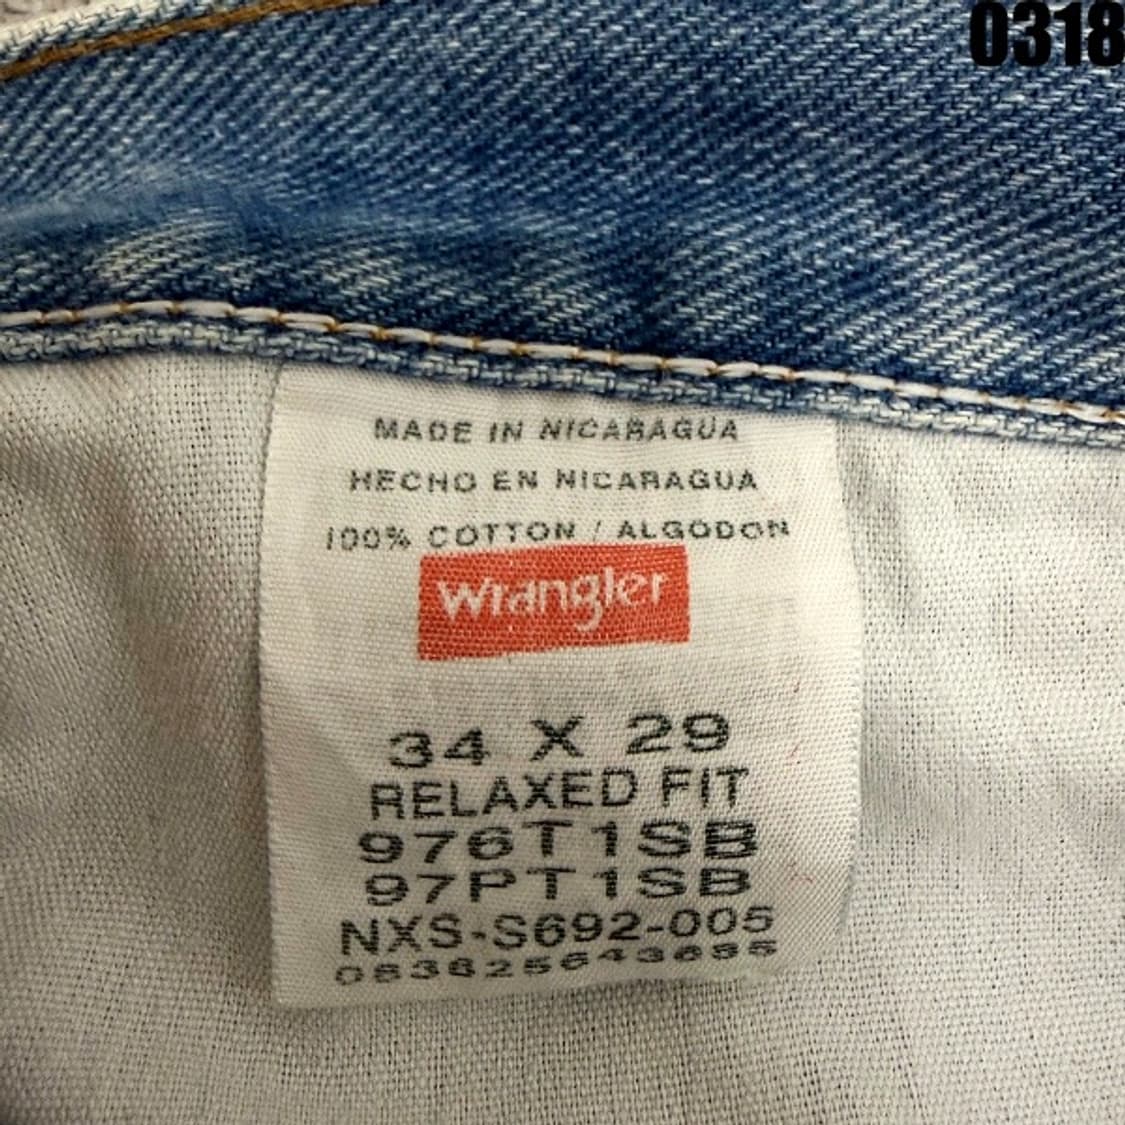 0318
MADE IN NICARAGUA
HECHO EN NICARAGUA
100% COTTON / ALGODON
Wrangler
34 X 29
RELAXED FIT
976T1SB
97PT1SB
NXS-S692-005